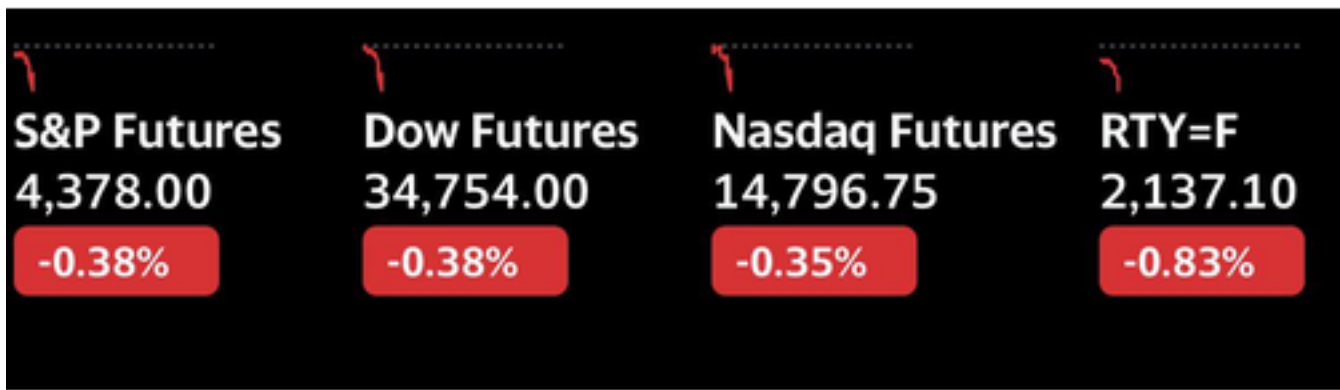 S&P Futures Dow Futures Nasdaq Futures RTY=F
4,378.00 34,754.00 14,796.75 2,137.10
-0.38% -0.38% -0.35% -0.83%